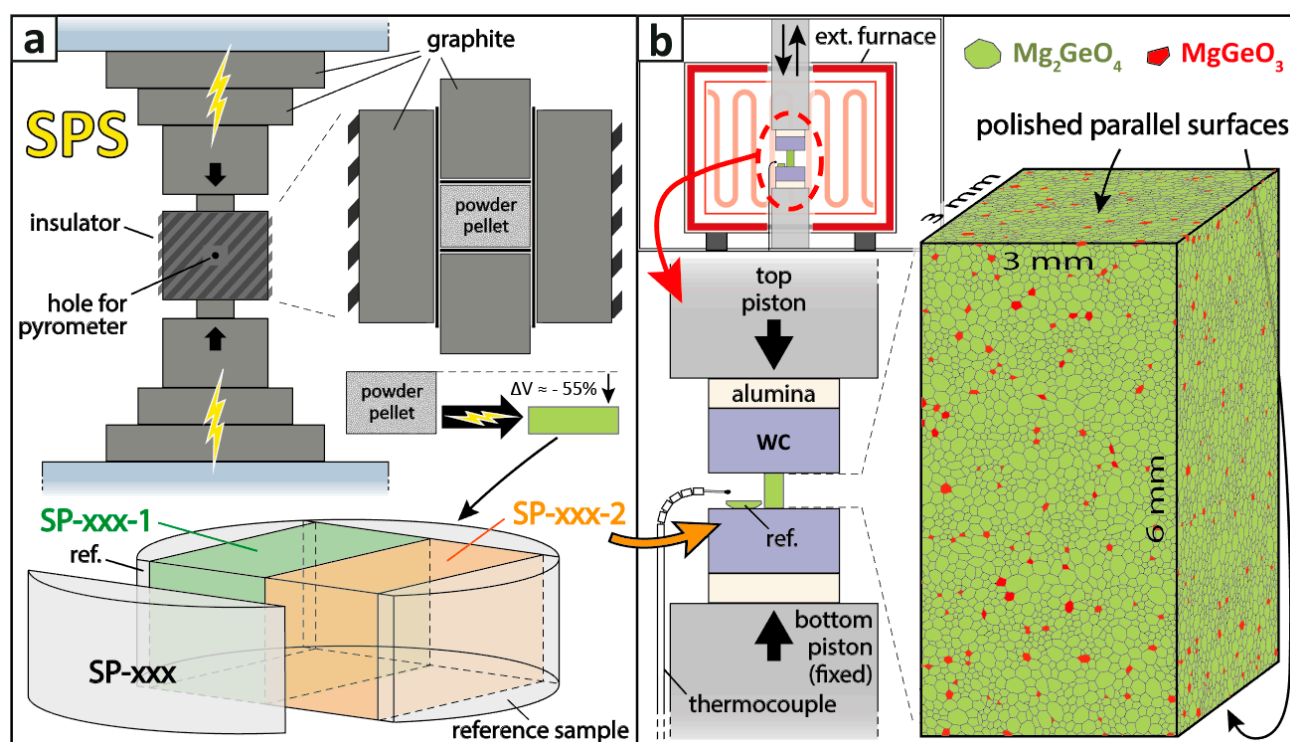 a
graphite
SPS
insulator
hole for
pyrometer
powder
pellet
powder
pellet
ΔV ≈ - 55%
SP-xxx-1
SP-xxx-2
ref.
SP-xxx
reference sample
b
ext. furnace
Mg₂GeO₄
MgGeO₃
polished parallel surfaces
3 mm
3 mm
6 mm
top
piston
alumina
WC
ref.
bottom
piston
(fixed)
thermocouple